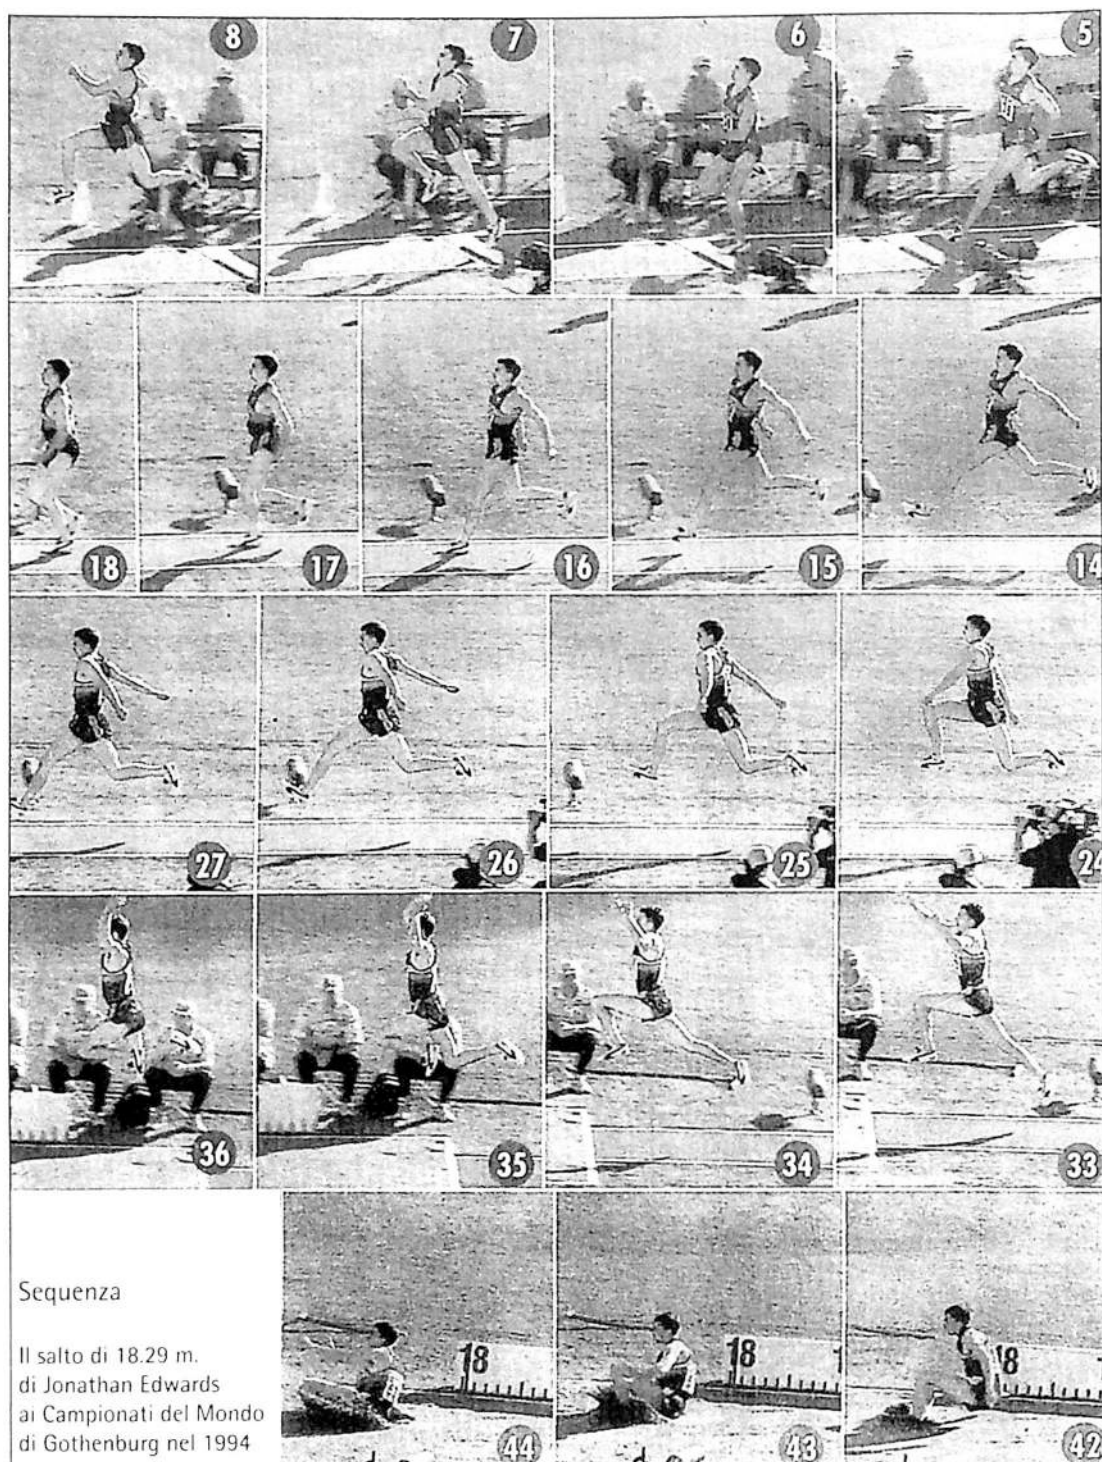 8 7 6 5
18 17 16 15 14
27 26 25 24
36 35 34 33
Sequenza
Il salto di 18.29 m.
di Jonathan Edwards
ai Campionati del Mondo
di Gothenburg nel 1994
18 18 18
44 43 42